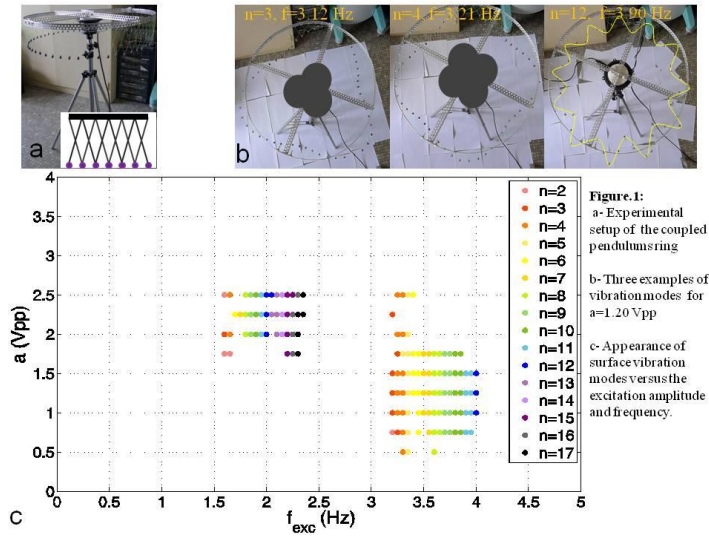 n=3, f=3.12 Hz
n=4, f=3.21 Hz
n=12, f=3.90 Hz
a
b
4
3.5
3
2.5
2
1.5
1
0.5
0
a (Vpp)
n=2
n=3
n=4
n=5
n=6
n=7
n=8
n=9
n=10
n=11
n=12
n=13
n=14
n=15
n=16
n=17
0 0.5 1 1.5 2 2.5 3 3.5 4 4.5 5
f_exc (Hz)
C
Figure.1:
a- Experimental
setup of the coupled
pendulums ring
b- Three examples of
vibration modes for
a=1.20 Vpp
c- Appearance of
surface vibration
modes versus the
excitation amplitude
and frequency.